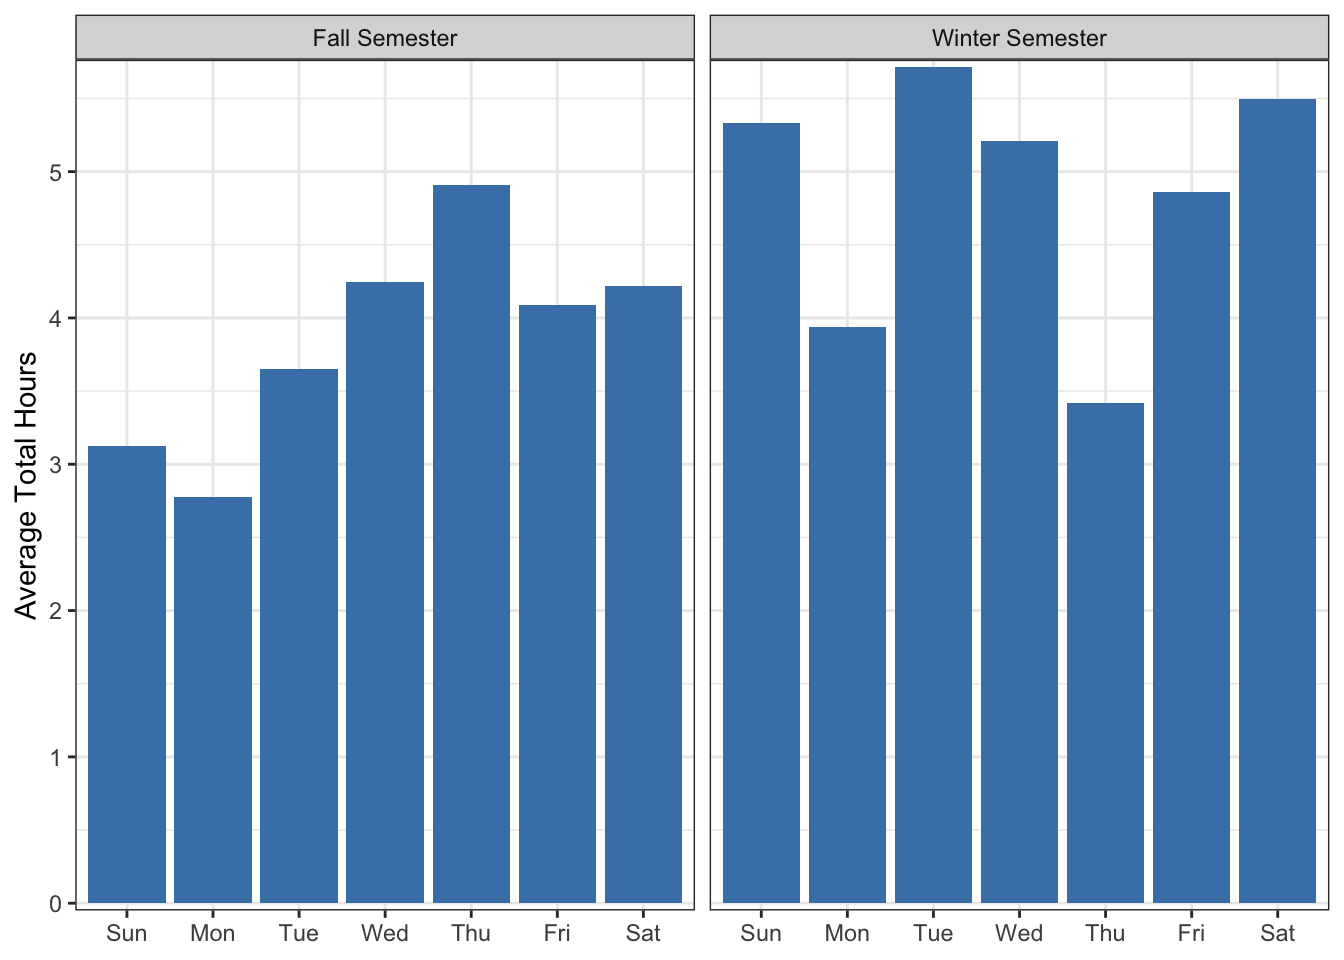 Fall Semester
Winter Semester
Average Total Hours
5
4
3
2
1
0
Sun Mon Tue Wed Thu Fri Sat
Sun Mon Tue Wed Thu Fri Sat